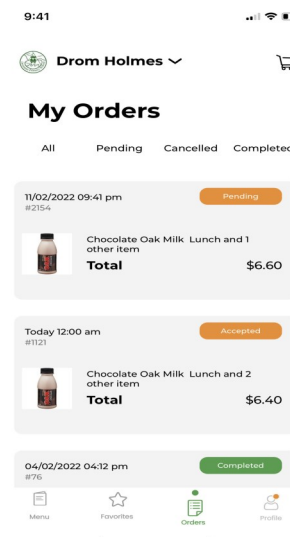 9:41
Drom Holmes
My Orders
All Pending Cancelled Completed
11/02/2022 09:41 pm Pending
#2154
Chocolate Oak Milk Lunch and 1
other item
Total $6.60
Today 12:00 am Accepted
#1121
Chocolate Oak Milk Lunch and 2
other item
Total $6.40
04/02/2022 04:12 pm Completed
#76
Menu Favorites Orders Profile